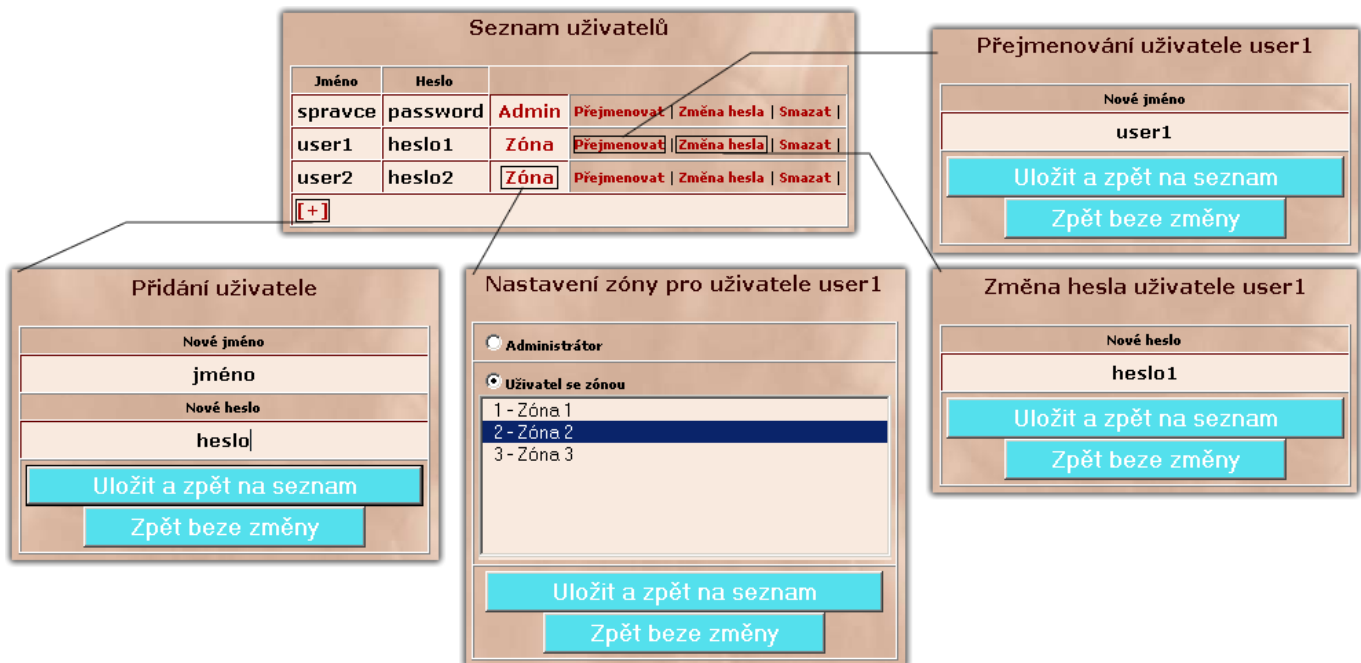 Seznam uživatelů
Jméno Heslo
spravce password Admin Přejmenovat | Změna hesla | Smazat |
user1 heslo1 Zóna Přejmenovat | Změna hesla | Smazat |
user2 heslo2 Zóna Přejmenovat | Změna hesla | Smazat |
[+]
Přejmenování uživatele user1
Nové jméno
user1
Uložit a zpět na seznam
Zpět beze změny
Přidání uživatele
Nové jméno
jméno
Nové heslo
heslo
Uložit a zpět na seznam
Zpět beze změny
Nastavení zóny pro uživatele user1
Administrátor
Uživatel se zónou
1 - Zóna 1
2 - Zóna 2
3 - Zóna 3
Uložit a zpět na seznam
Zpět beze změny
Změna hesla uživatele user1
Nové heslo
heslo1
Uložit a zpět na seznam
Zpět beze změny